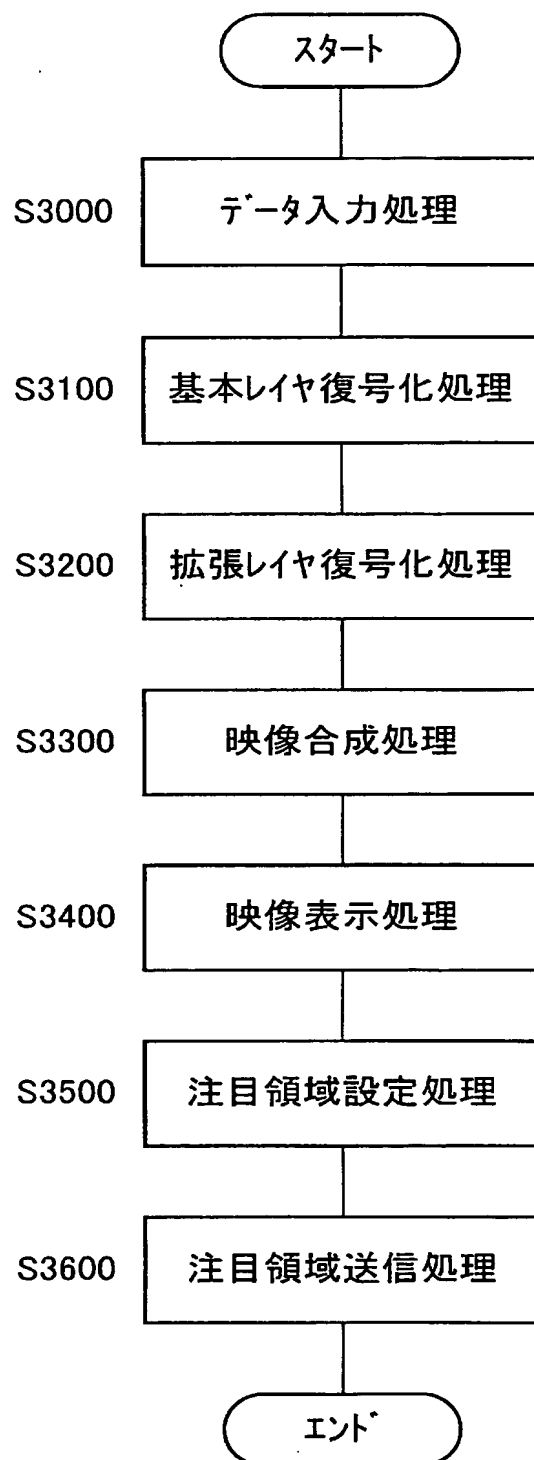 スタート
S3000 データ入力処理
S3100 基本レイヤ復号化処理
S3200 拡張レイヤ復号化処理
S3300 映像合成処理
S3400 映像表示処理
S3500 注目領域設定処理
S3600 注目領域送信処理
エンド